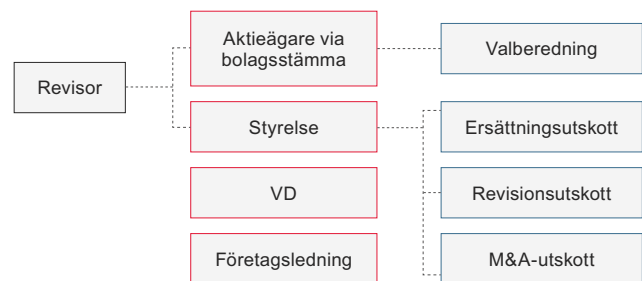 Revisor
Aktieägare via
bolagsstämma
Valberedning
Styrelse
Ersättningsutskott
VD
Revisionsutskott
Företagsledning
M&A-utskott